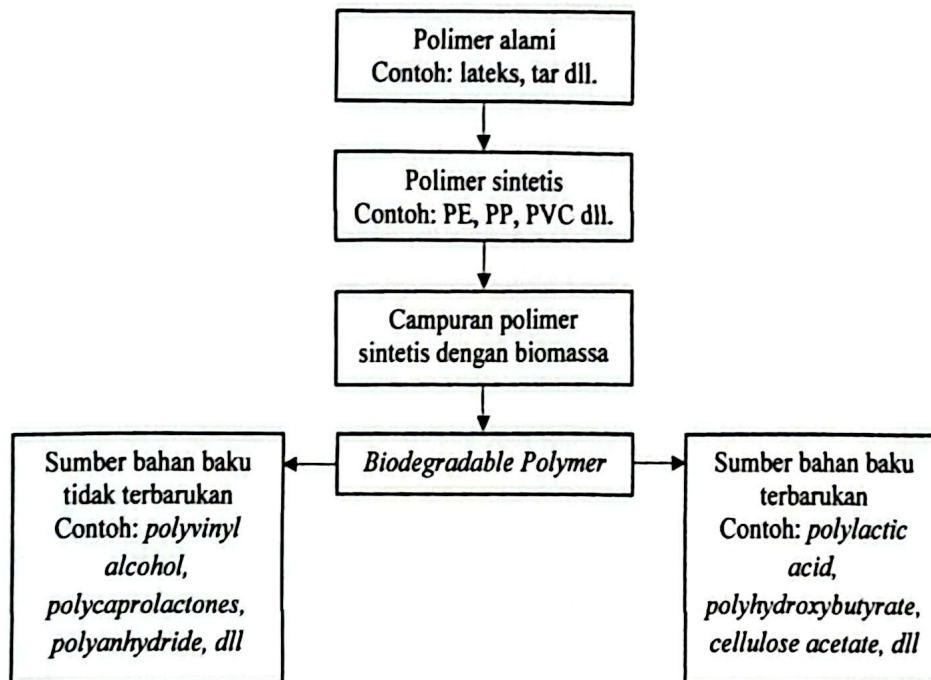 Polimer alami
Contoh: lateks, tar dll.
Polimer sintetis
Contoh: PE, PP, PVC dll.
Campuran polimer
sintetis dengan biomassa
Biodegradable Polymer
Sumber bahan baku
tidak terbarukan
Contoh: polyvinyl
alcohol,
polycaprolactones,
polyanhydride, dll
Sumber bahan baku
terbarukan
Contoh: polylactic
acid,
polyhydroxybutyrate,
cellulose acetate, dll